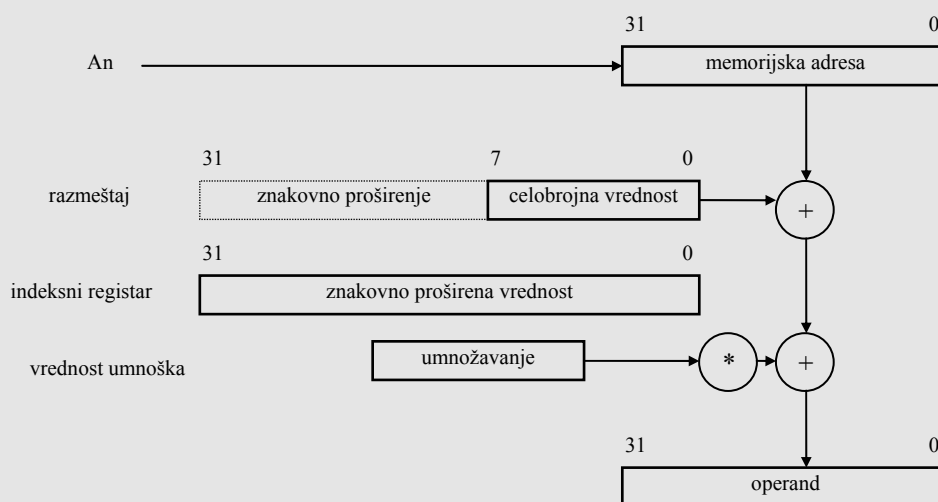 31 0
An memorijska adresa
31 7 0
razmeštaj znakovno proširenje celobrojna vrednost +
31 0
indeksni registar znakovno proširena vrednost
vrednost umnoška umnožavanje * +
31 0
operand